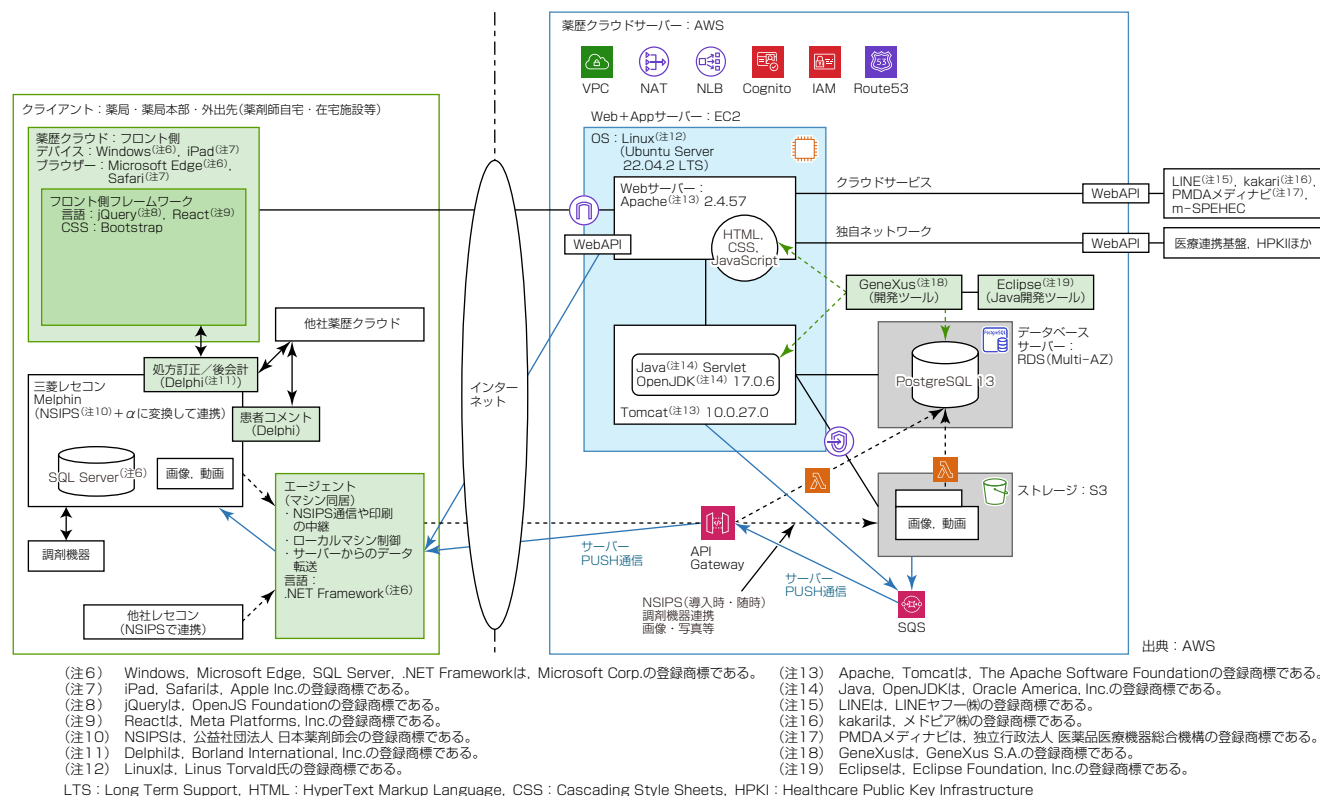 薬歴クラウドサーバー：AWS
VPC
NAT
NLB
Cognito
IAM
53
Route53
クライアント：薬局・薬局本部・外出先(薬剤師自宅・在宅施設等)
薬歴クラウド：フロント側
デバイス：Windows(注6), iPad(注7)
ブラウザー：Microsoft Edge(注6),
Safari(注7)
フロント側フレームワーク
言語：jQuery(注8), React(注9)
CSS：Bootstrap
他社薬歴クラウド
処方訂正／後会計
(Delphi(注11))
三菱レセコン
Melphin
(NSIPS(注10)＋αに変換して連携)
患者コメント
(Delphi)
SQL Server(注6)
画像, 動画
調剤機器
エージェント
(マシン同居)
・NSIPS通信や印刷
の中継
・ローカルマシン制御
・サーバーからのデータ
転送
言語：
.NET Framework(注6)
他社レセコン
(NSIPSで連携)
インター
ネット
Web＋Appサーバー：EC2
OS：Linux(注12)
(Ubuntu Server
22.04.2 LTS)
Webサーバー：
Apache(注13) 2.4.57
WebAPI
HTML,
CSS,
JavaScript
クラウドサービス
WebAPI
LINE(注15), kakari(注16),
PMDAメディナビ(注17),
m-SPEHEC
独自ネットワーク
WebAPI
医療連携基盤, HPKIほか
GeneXus(注18)
(開発ツール)
Eclipse(注19)
(Java開発ツール)
Java(注14) Servlet
OpenJDK(注14) 17.0.6
Tomcat(注13) 10.0.27.0
PostgreSQL
PostgreSQL 13
データベース
サーバー：
RDS(Multi-AZ)
ストレージ：S3
画像, 動画
API
Gateway
サーバー
PUSH通信
サーバー
PUSH通信
NSIPS(導入時・随時)
調剤機器連携
画像・写真等
SQS
出典：AWS
(注6) Windows, Microsoft Edge, SQL Server, .NET Frameworkは, Microsoft Corp.の登録商標である。
(注7) iPad, Safariは, Apple Inc.の登録商標である。
(注8) jQueryは, OpenJS Foundationの登録商標である。
(注9) Reactは, Meta Platforms, Inc.の登録商標である。
(注10) NSIPSは, 公益社団法人 日本薬剤師会の登録商標である。
(注11) Delphiは, Borland International, Inc.の登録商標である。
(注12) Linuxは, Linus Torvald氏の登録商標である。
(注13) Apache, Tomcatは, The Apache Software Foundationの登録商標である。
(注14) Java, OpenJDKは, Oracle America, Inc.の登録商標である。
(注15) LINEは, LINEヤフー㈱の登録商標である。
(注16) kakariは, メドピア㈱の登録商標である。
(注17) PMDAメディナビは, 独立行政法人 医薬品医療機器総合機構の登録商標である。
(注18) GeneXusは, GeneXus S.A.の登録商標である。
(注19) Eclipseは, Eclipse Foundation, Inc.の登録商標である。
LTS：Long Term Support, HTML：HyperText Markup Language, CSS：Cascading Style Sheets, HPKI：Healthcare Public Key Infrastructure